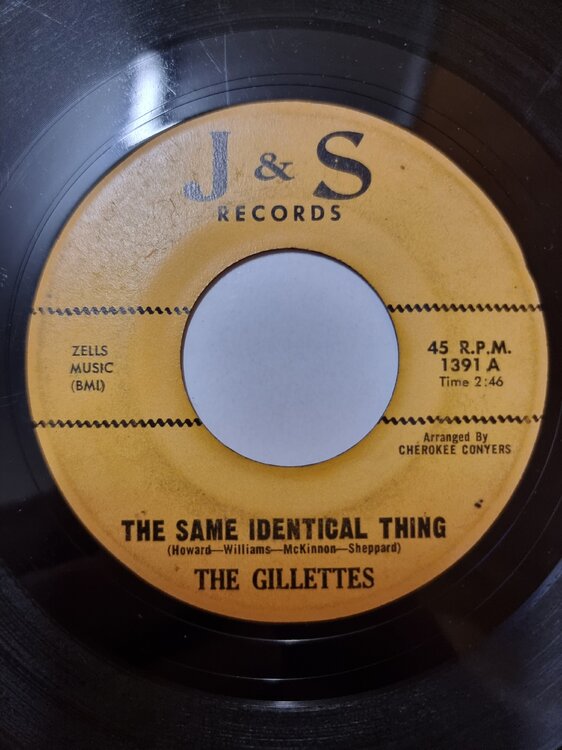 J & S
RECORDS
ZELLS
MUSIC
(BMI)
45 R.P.M.
1391 A
Time 2:46
Arranged By
CHEROKEE CONYERS
THE SAME IDENTICAL THING
(Howard—Williams—McKinnon—Sheppard)
THE GILLETTES